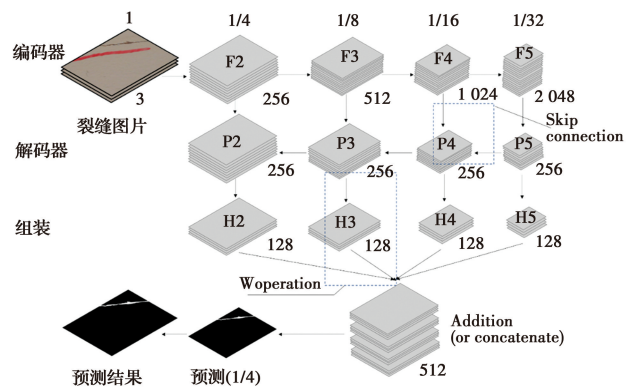 1 1/4 1/8 1/16 1/32
编码器 F2 F3 F4 F5
3 256 512 1 024 2 048
裂缝图片
Skip
connection
解码器 P2 P3 P4 P5
256 256 256 256
组装 H2 H3 H4 H5
128 128 128 128
Woperation
Addition
(or concatenate)
512
预测结果 预测(1/4)